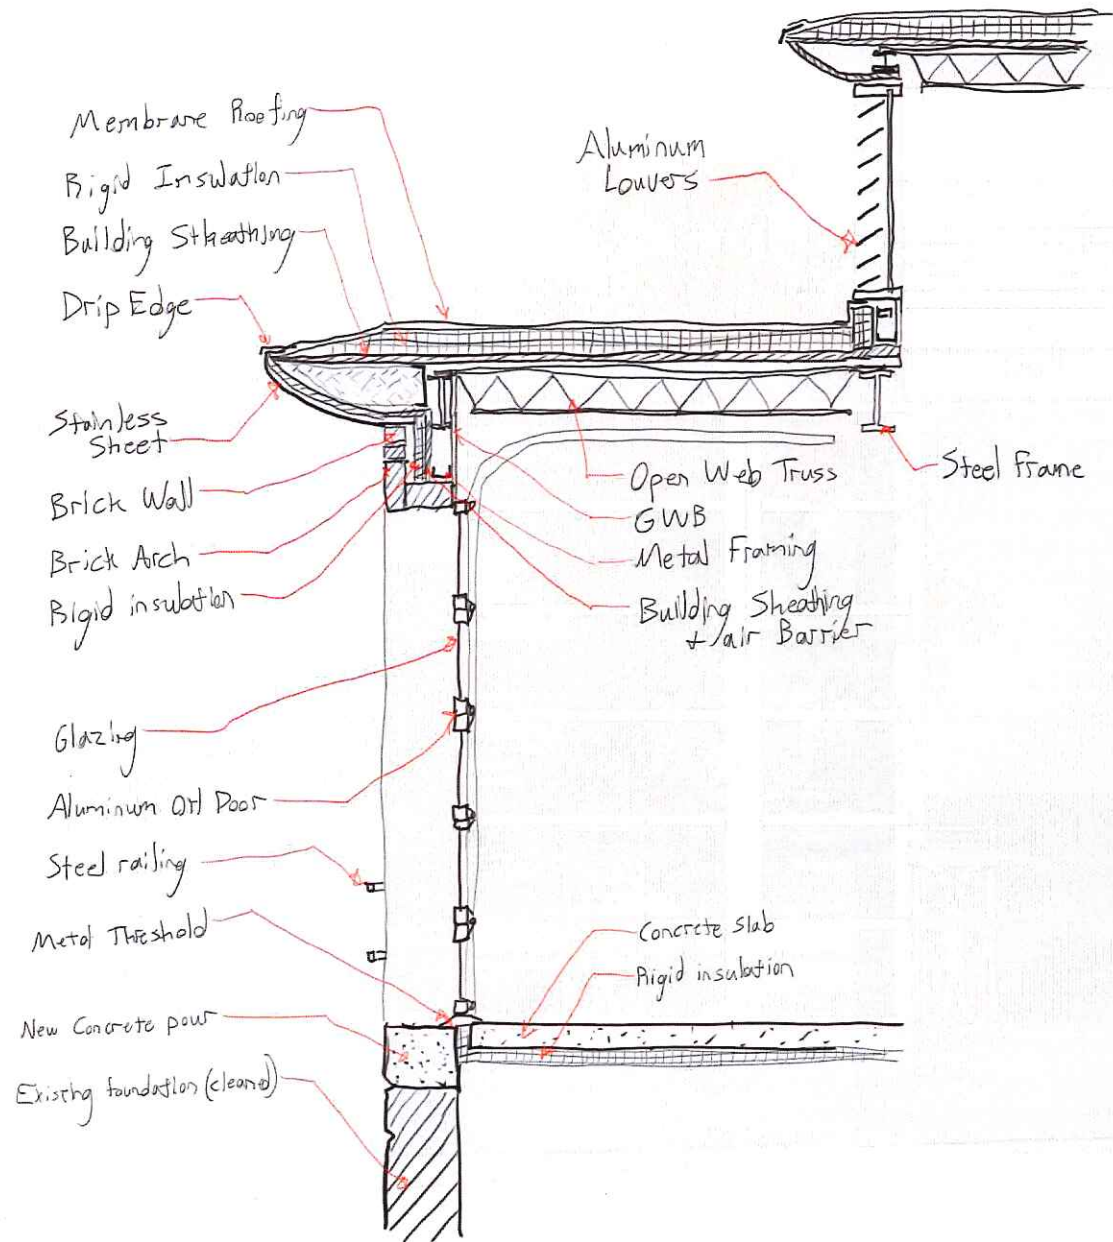 Membrane Roofing
Rigid Insulation
Building Stheathing
Drip Edge
Aluminum
Louvers
Stainless
Sheet
Brick Wall
Brick Arch
Rigid insulation
Open Web Truss
GWB
Metal Framing
Building Sheathing
+ air Barrier
Steel Frame
Glazing
Aluminum OH Door
Steel railing
Metal Threshold
New Concrete pour
Existing foundation (cleaned)
Concrete slab
Rigid insulation